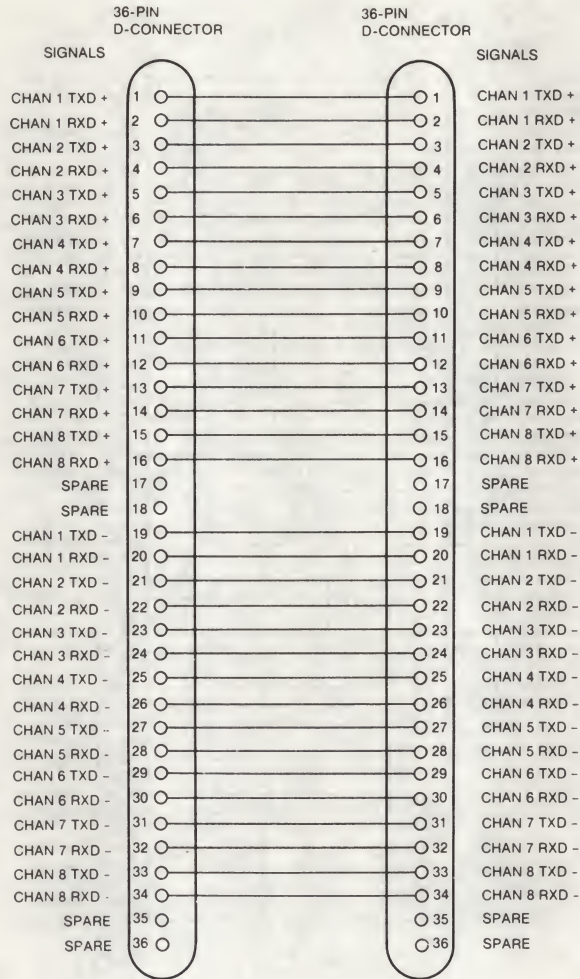 36-PIN
D-CONNECTOR
36-PIN
D-CONNECTOR
SIGNALS
SIGNALS
CHAN 1 TXD + 1 1 CHAN 1 TXD +
CHAN 1 RXD + 2 2 CHAN 1 RXD +
CHAN 2 TXD + 3 3 CHAN 2 TXD +
CHAN 2 RXD + 4 4 CHAN 2 RXD +
CHAN 3 TXD + 5 5 CHAN 3 TXD +
CHAN 3 RXD + 6 6 CHAN 3 RXD +
CHAN 4 TXD + 7 7 CHAN 4 TXD +
CHAN 4 RXD + 8 8 CHAN 4 RXD +
CHAN 5 TXD + 9 9 CHAN 5 TXD +
CHAN 5 RXD + 10 10 CHAN 5 RXD +
CHAN 6 TXD + 11 11 CHAN 6 TXD +
CHAN 6 RXD + 12 12 CHAN 6 RXD +
CHAN 7 TXD + 13 13 CHAN 7 TXD +
CHAN 7 RXD + 14 14 CHAN 7 RXD +
CHAN 8 TXD + 15 15 CHAN 8 TXD +
CHAN 8 RXD + 16 16 CHAN 8 RXD +
SPARE 17 17 SPARE
SPARE 18 18 SPARE
CHAN 1 TXD - 19 19 CHAN 1 TXD -
CHAN 1 RXD - 20 20 CHAN 1 RXD -
CHAN 2 TXD - 21 21 CHAN 2 TXD -
CHAN 2 RXD - 22 22 CHAN 2 RXD -
CHAN 3 TXD - 23 23 CHAN 3 TXD -
CHAN 3 RXD - 24 24 CHAN 3 RXD -
CHAN 4 TXD - 25 25 CHAN 4 TXD -
CHAN 4 RXD - 26 26 CHAN 4 RXD -
CHAN 5 TXD - 27 27 CHAN 5 TXD -
CHAN 5 RXD - 28 28 CHAN 5 RXD -
CHAN 6 TXD - 29 29 CHAN 6 TXD -
CHAN 6 RXD - 30 30 CHAN 6 RXD -
CHAN 7 TXD - 31 31 CHAN 7 TXD -
CHAN 7 RXD - 32 32 CHAN 7 RXD -
CHAN 8 TXD - 33 33 CHAN 8 TXD -
CHAN 8 RXD - 34 34 CHAN 8 RXD -
SPARE 35 35 SPARE
SPARE 36 36 SPARE